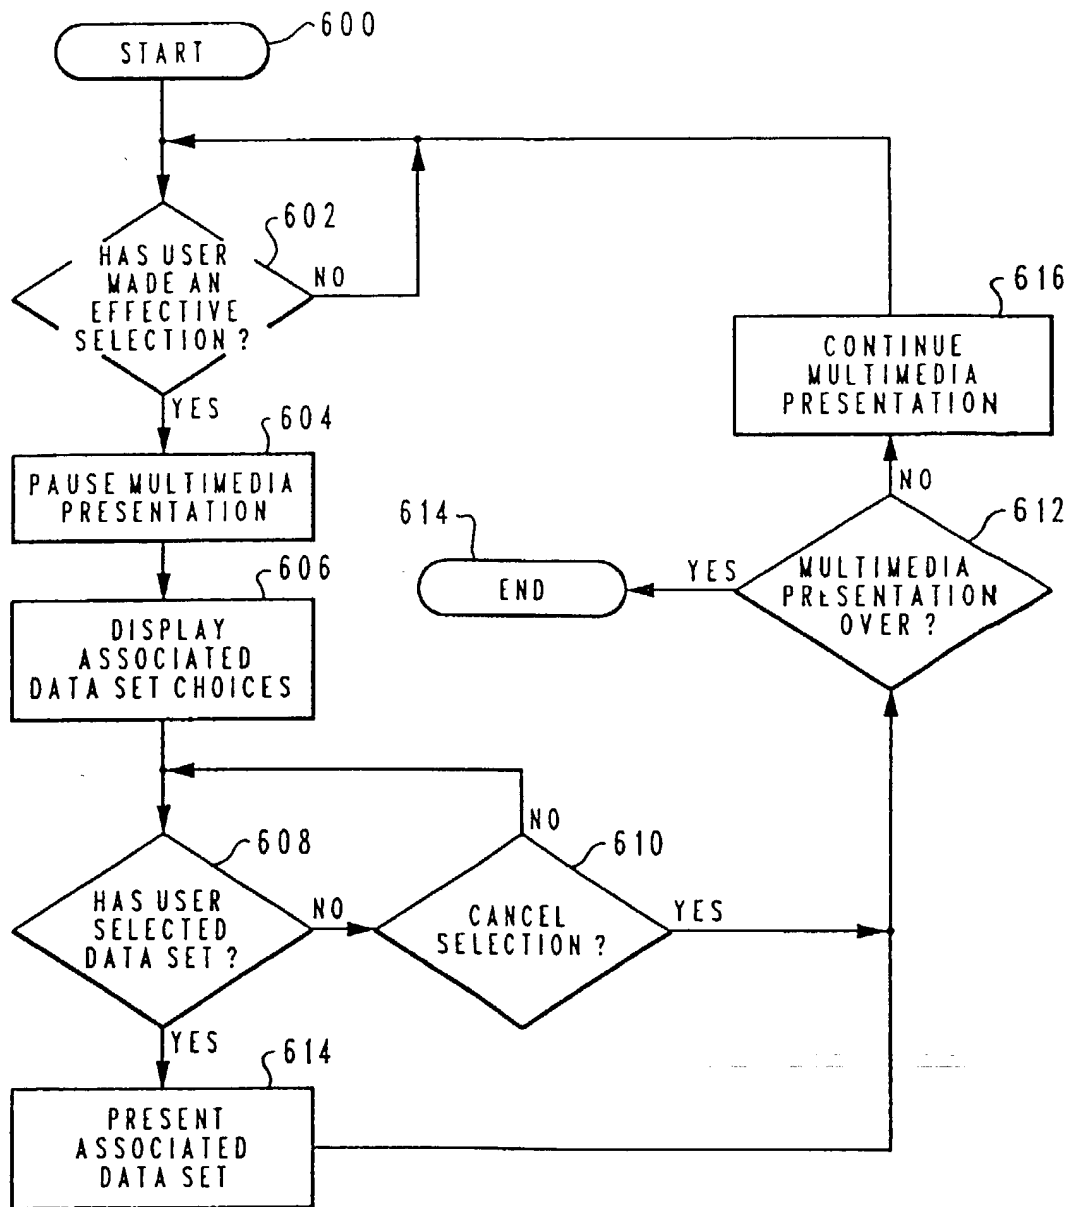 600
START
602
HAS USER
MADE AN
EFFECTIVE
SELECTION ?
NO
YES
604
PAUSE MULTIMEDIA
PRESENTATION
606
DISPLAY
ASSOCIATED
DATA SET CHOICES
608
HAS USER
SELECTED
DATA SET ?
NO
YES
610
CANCEL
SELECTION ?
NO
YES
614
PRESENT
ASSOCIATED
DATA SET
612
MULTIMEDIA
PRESENTATION
OVER ?
YES
NO
614
END
616
CONTINUE
MULTIMEDIA
PRESENTATION